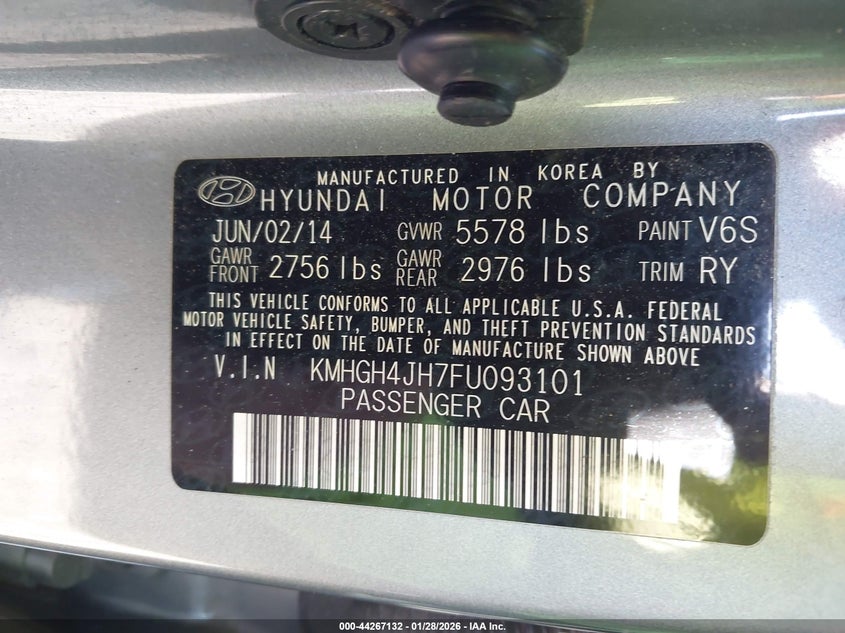 MANUFACTURED IN KOREA BY
HYUNDAI MOTOR COMPANY
JUN/02/14 GVWR 5578 lbs PAINT V6S
GAWR FRONT 2756 lbs GAWR REAR 2976 lbs TRIM RY
THIS VEHICLE CONFORMS TO ALL APPLICABLE U.S.A. FEDERAL
MOTOR VEHICLE SAFETY, BUMPER, AND THEFT PREVENTION STANDARDS
IN EFFECT ON THE DATE OF MANUFACTURE SHOWN ABOVE
V.I.N KMHGH4JH7FU093101
PASSENGER CAR
000-44267132 - 01/28/2026 - IAA Inc.